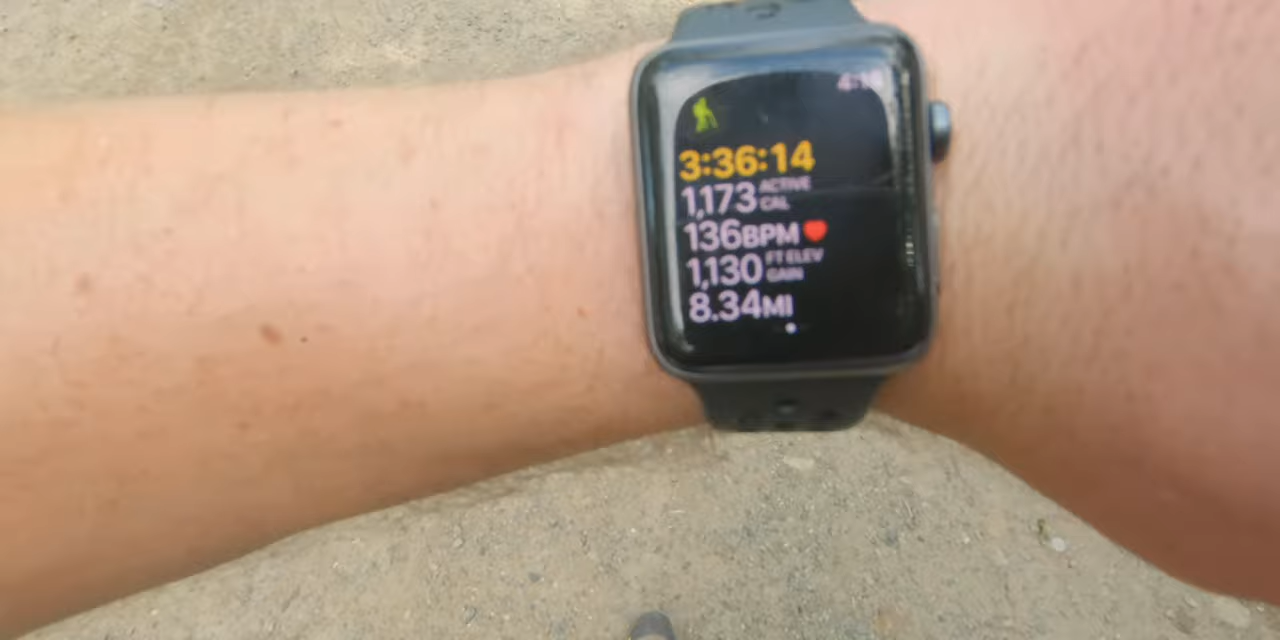 3:36:14
1,173 ACTIVE CAL
136BPM
1,130 FT ELEV GAIN
8.34MI